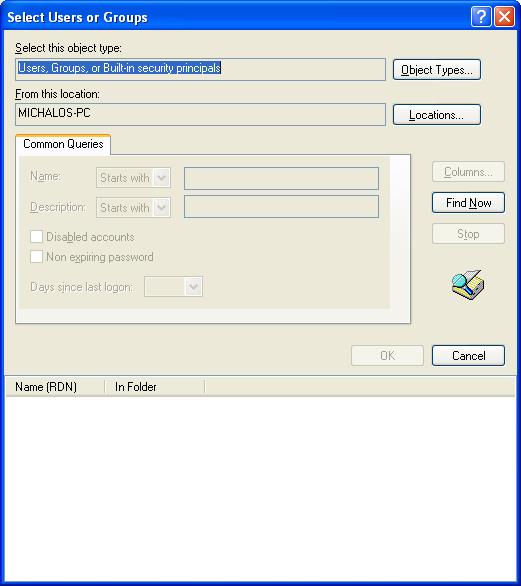 Select Users or Groups
Select this object type:
Users, Groups, or Built-in security principals
Object Types...
From this location:
MICHALOS-PC
Locations...
Common Queries
Name:
Starts with
Columns...
Description:
Starts with
Find Now
Disabled accounts
Stop
Non expiring password
Days since last logon:
OK
Cancel
Name (RDN)
In Folder